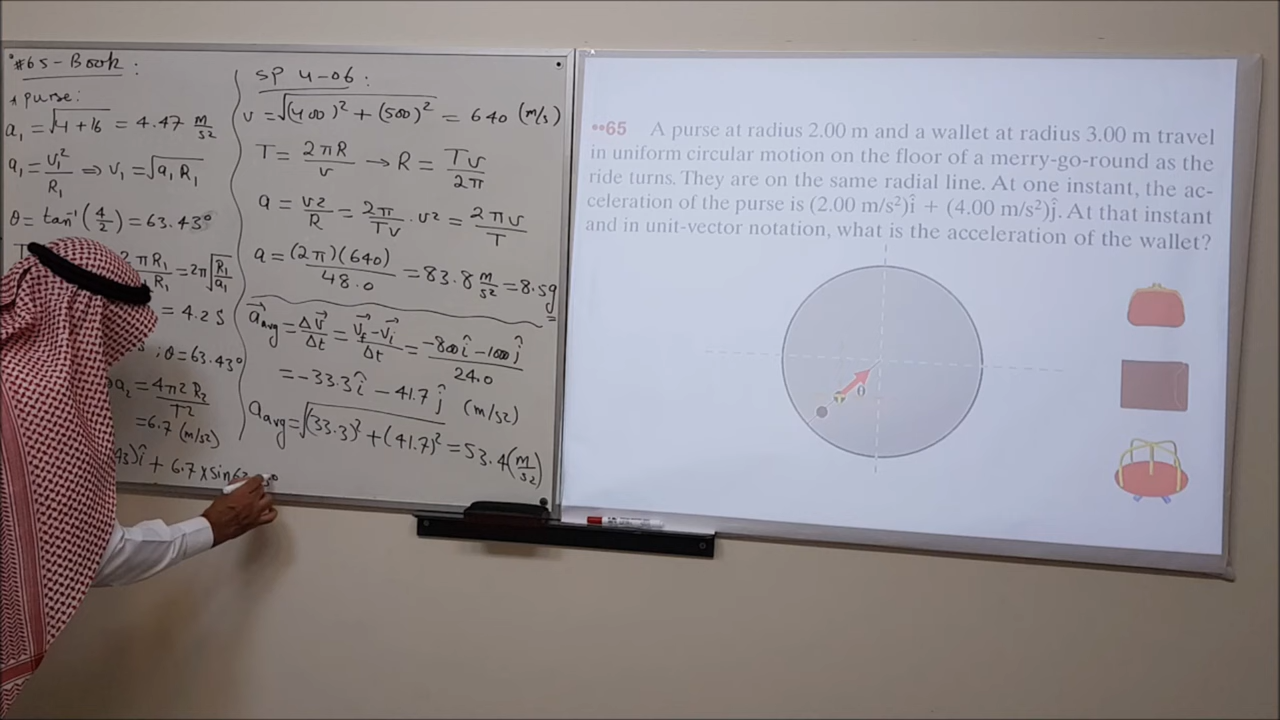 #65-Book :
* purse:
a₁ = √4+16 = 4.47 m/s²
a₁ = v₁²/R₁ ⇒ v₁ = √a₁ R₁
θ = tan⁻¹(4/2) = 63.43°
T
2πR₁/ R₁ = 2π√R₁/a₁
= 4.2 S
; θ = 63.43°
a₂ = 4π2 R₂/T2
= 6.7 (m/s2)
43)î + 6.7 x sin63
SP 4-06 :
v = √(400)² + (500)² = 640 (m/s)
T = 2πR/v → R = Tv/2π
a = v2/R = 2π/Tv · v² = 2πv/T
a = (2π)(640)/48.0 = 83.8 m/s2 = 8.5g
a⃗avg = Δv⃗/Δt = v⃗f - v⃗i/Δt = -800î - 1000ĵ/24.0
= -33.3î - 41.7ĵ (m/s2)
aavg = √(33.3)² + (41.7)² = 53.4 (m/s2)
••65 A purse at radius 2.00 m and a wallet at radius 3.00 m travel
in uniform circular motion on the floor of a merry-go-round as the
ride turns. They are on the same radial line. At one instant, the ac-
celeration of the purse is (2.00 m/s²)î + (4.00 m/s²)ĵ. At that instant
and in unit-vector notation, what is the acceleration of the wallet?
θ